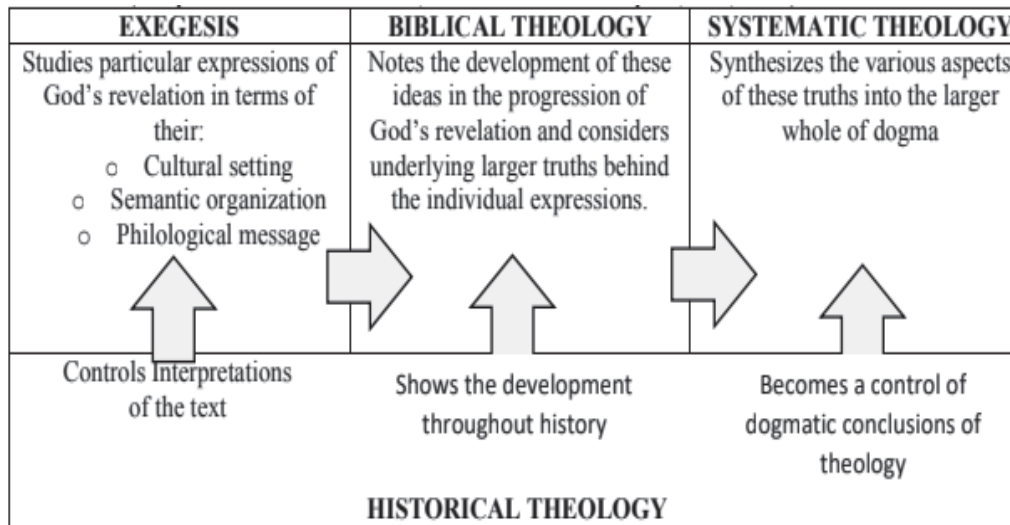 EXEGESIS
Studies particular expressions of
God's revelation in terms of
their:
o Cultural setting
o Semantic organization
o Philological message
BIBLICAL THEOLOGY
Notes the development of these
ideas in the progression of
God's revelation and considers
underlying larger truths behind
the individual expressions.
SYSTEMATIC THEOLOGY
Synthesizes the various aspects
of these truths into the larger
whole of dogma
Controls Interpretations
of the text
Shows the development
throughout history
Becomes a control of
dogmatic conclusions of
theology
HISTORICAL THEOLOGY